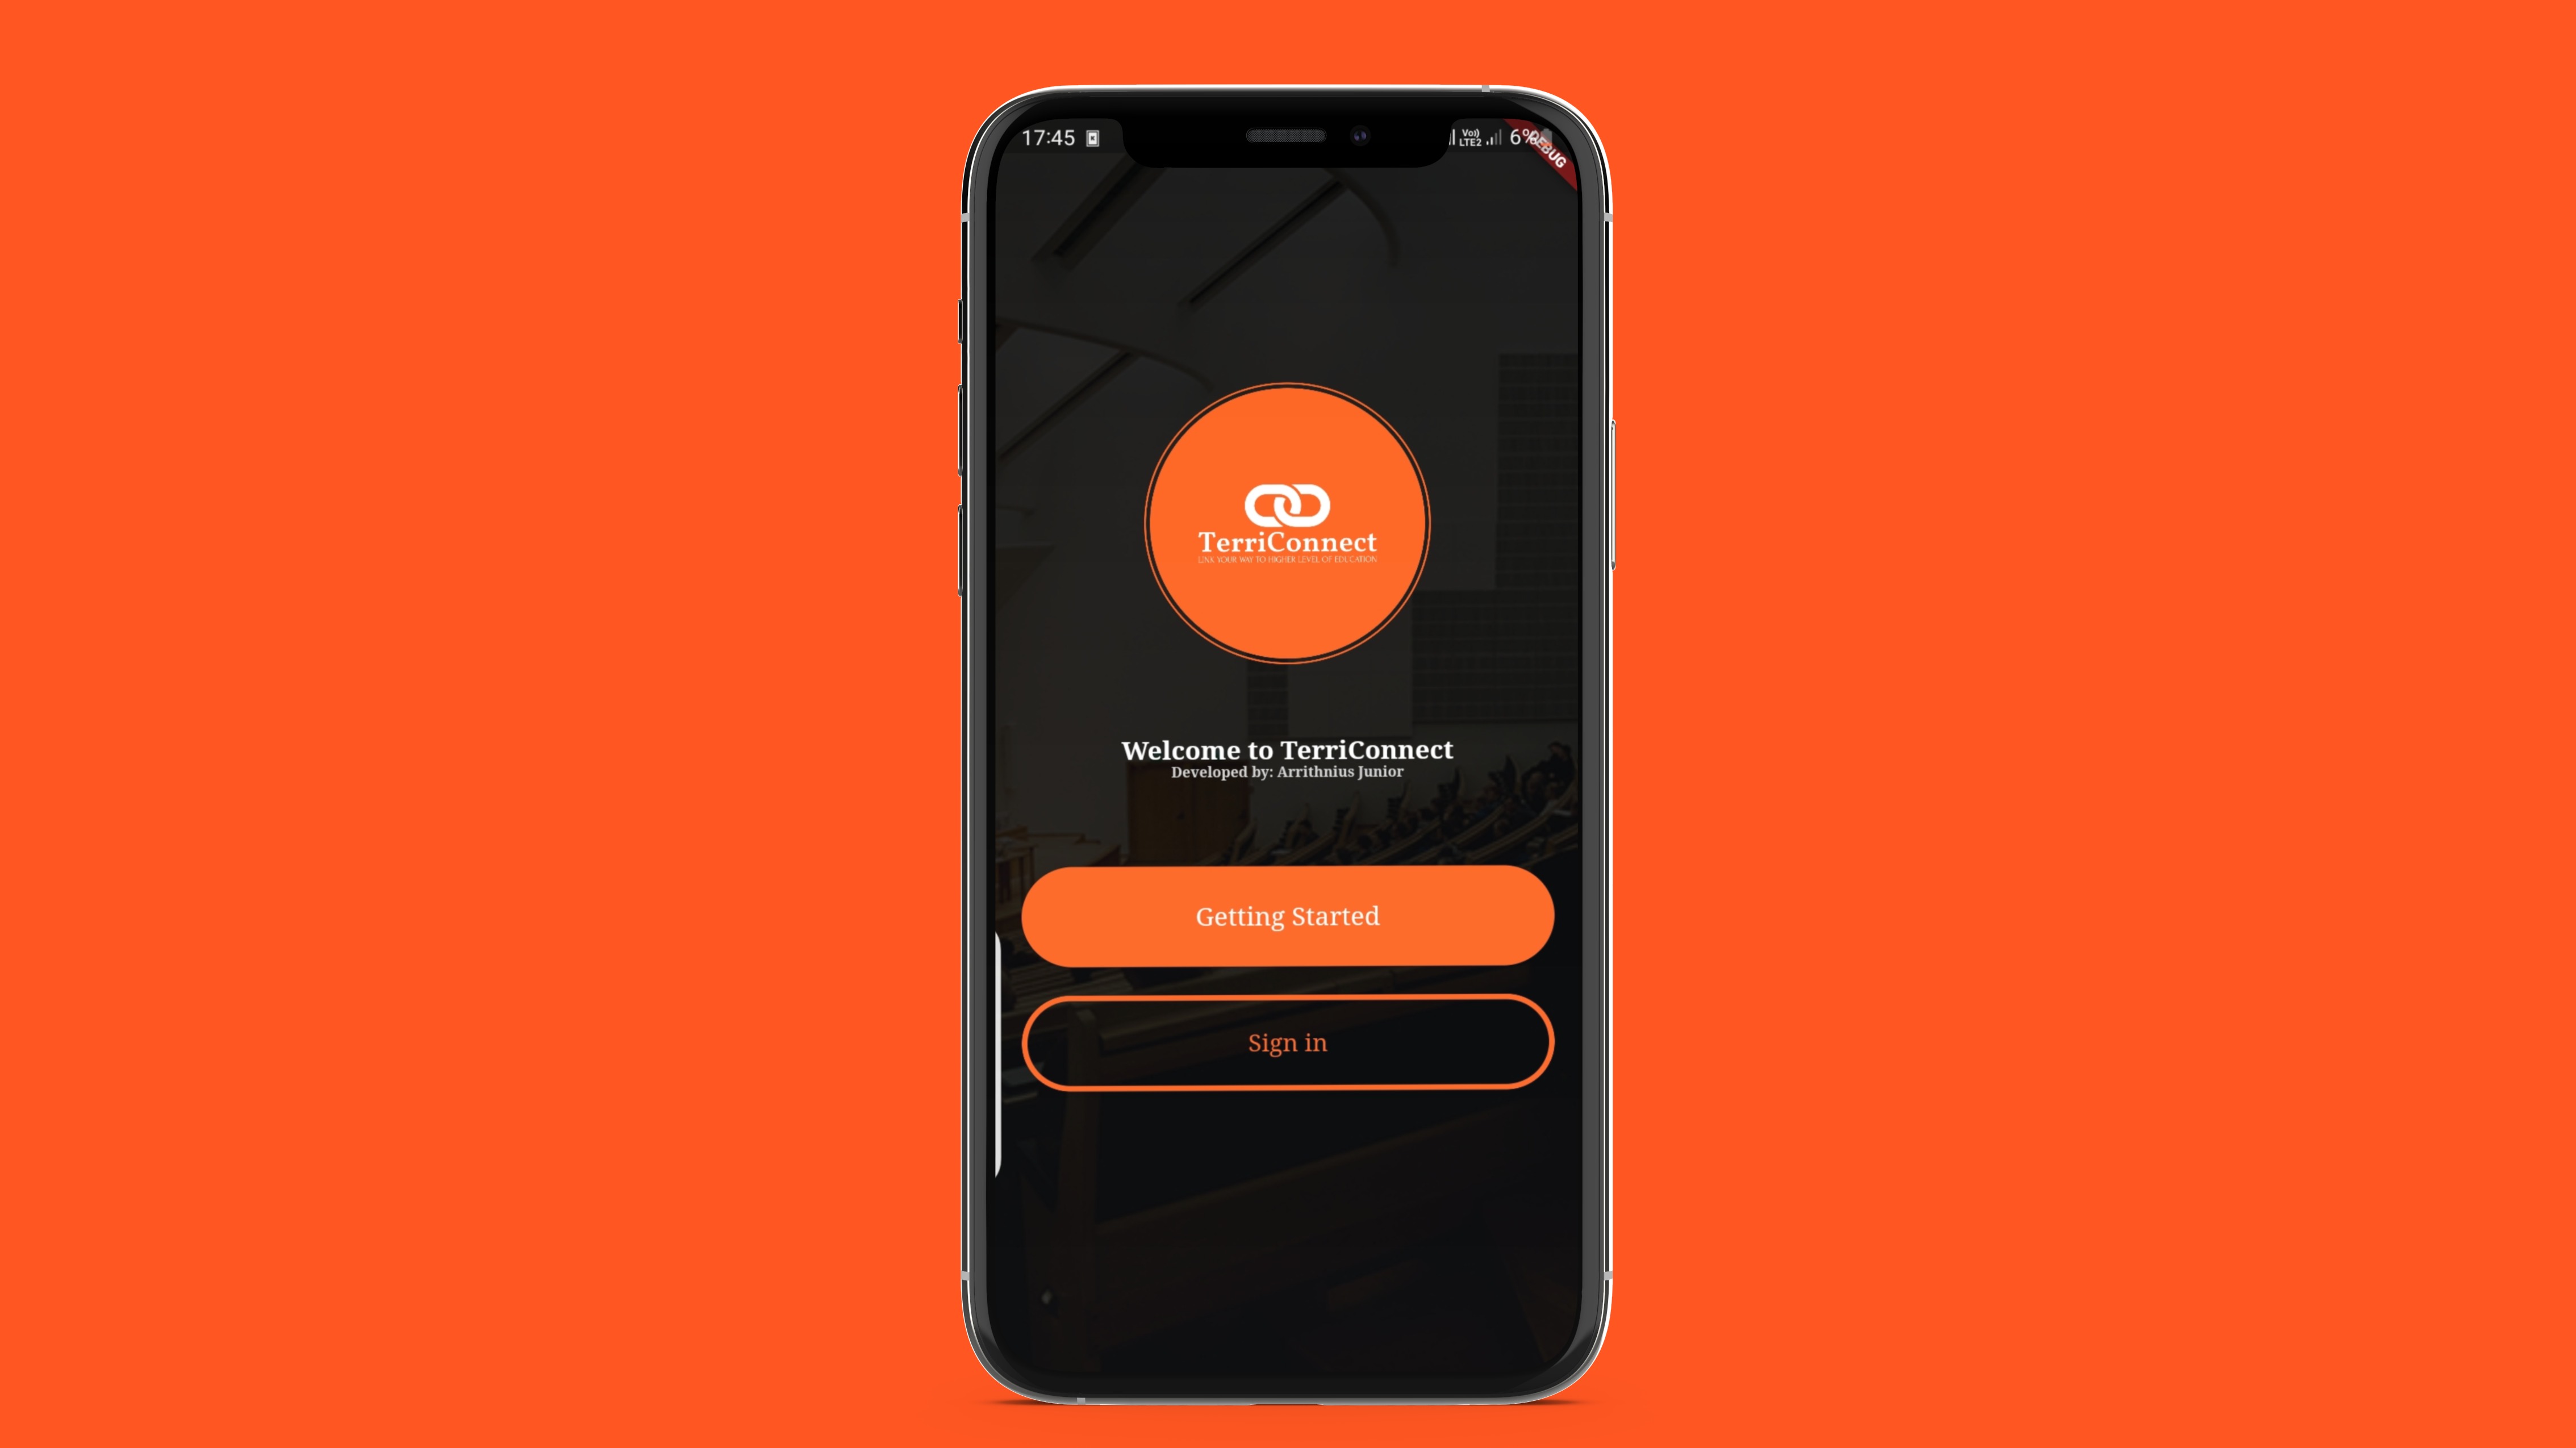 17:45
Vo)) LTE2 6%
DEBUG
TerriConnect
LINK YOUR WAY TO HIGHER LEVEL OF EDUCATION
Welcome to TerriConnect
Developed by: Arrithnius Junior
Getting Started
Sign in